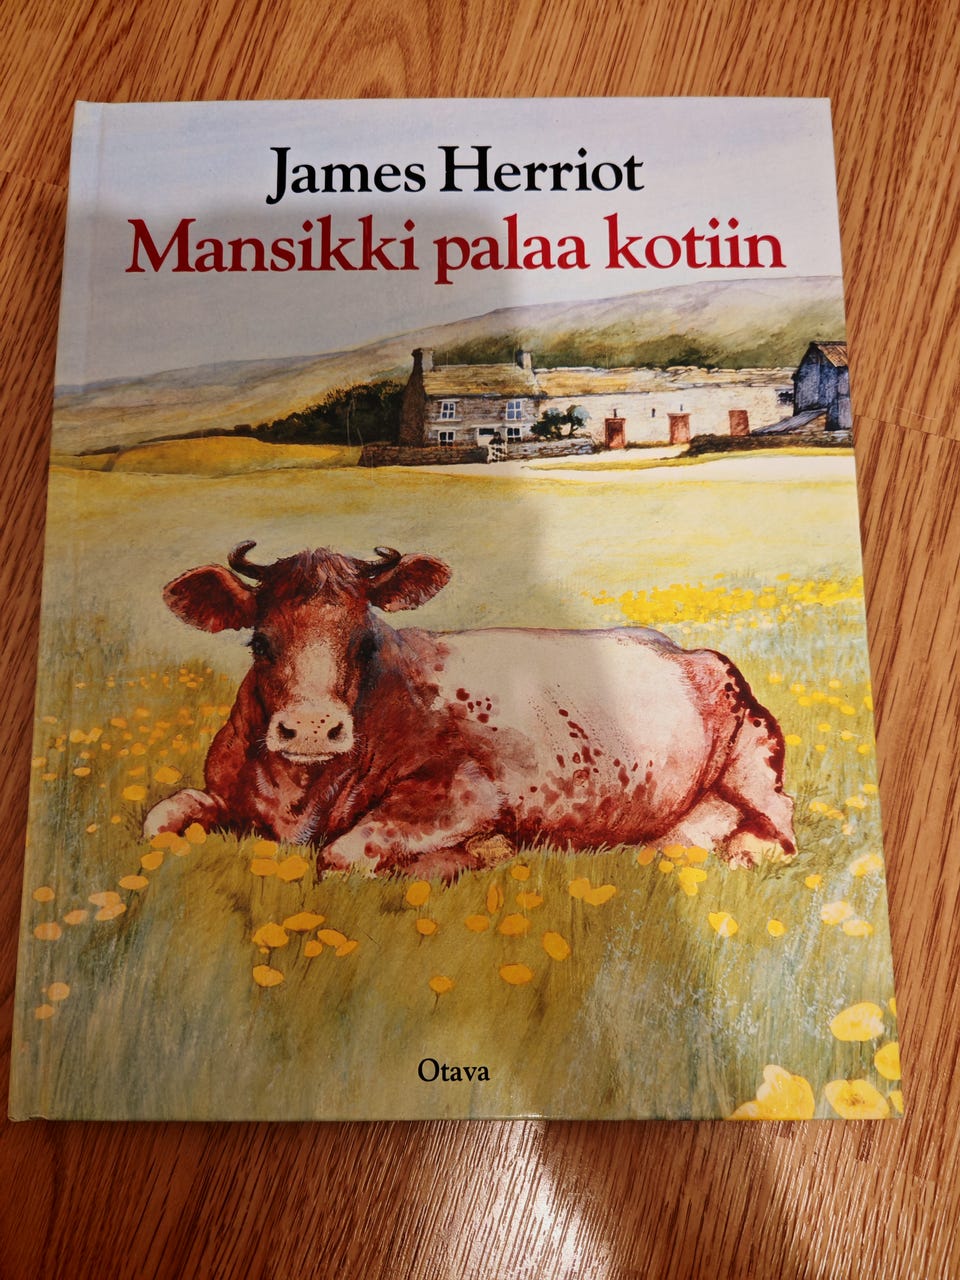 James Herriot
Mansikki palaa kotiin
Otava